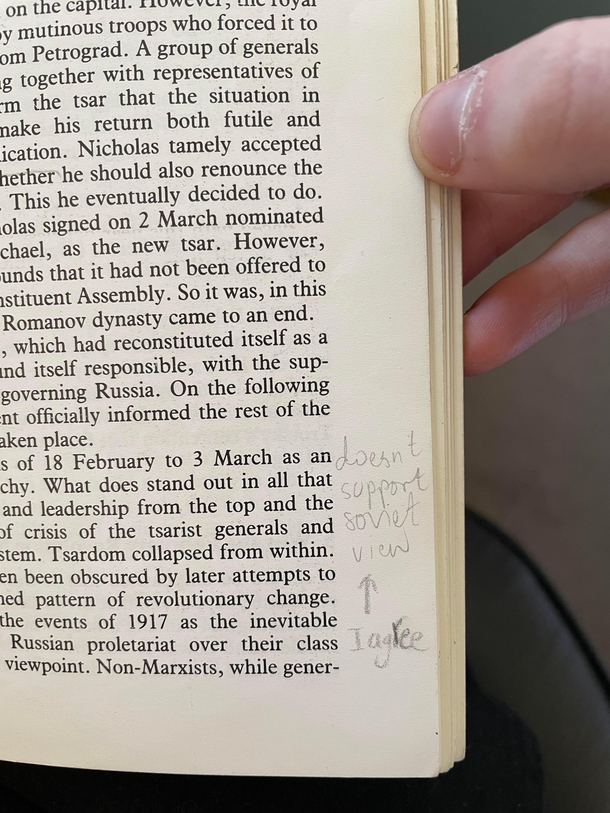 on the capital. However, the royal
by mutinous troops who forced it to
om Petrograd. A group of generals
ng together with representatives of
rm the tsar that the situation in
make his return both futile and
ication. Nicholas tamely accepted
hether he should also renounce the
. This he eventually decided to do.
olas signed on 2 March nominated
chael, as the new tsar. However,
ounds that it had not been offered to
nstituent Assembly. So it was, in this
Romanov dynasty came to an end.
, which had reconstituted itself as a
und itself responsible, with the sup-
governing Russia. On the following
ent officially informed the rest of the
aken place.
s of 18 February to 3 March as an
chy. What does stand out in all that
and leadership from the top and the
of crisis of the tsarist generals and
stem. Tsardom collapsed from within.
en been obscured by later attempts to
ned pattern of revolutionary change.
the events of 1917 as the inevitable
Russian proletariat over their class
viewpoint. Non-Marxists, while gener-
doesn't
support
soviet
view
↑
I agree